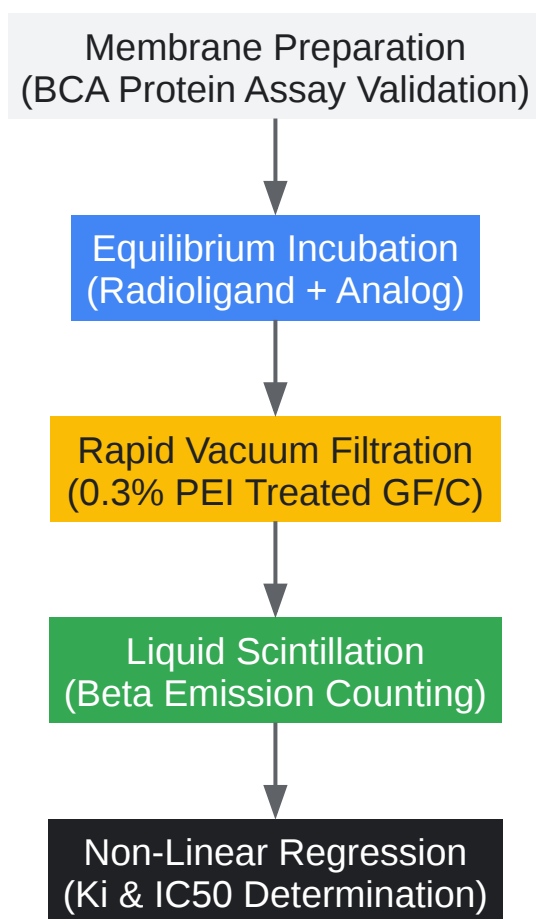 Membrane Preparation
(BCA Protein Assay Validation)
Equilibrium Incubation
(Radioligand + Analog)
Rapid Vacuum Filtration
(0.3% PEI Treated GF/C)
Liquid Scintillation
(Beta Emission Counting)
Non-Linear Regression
(Ki & IC50 Determination)